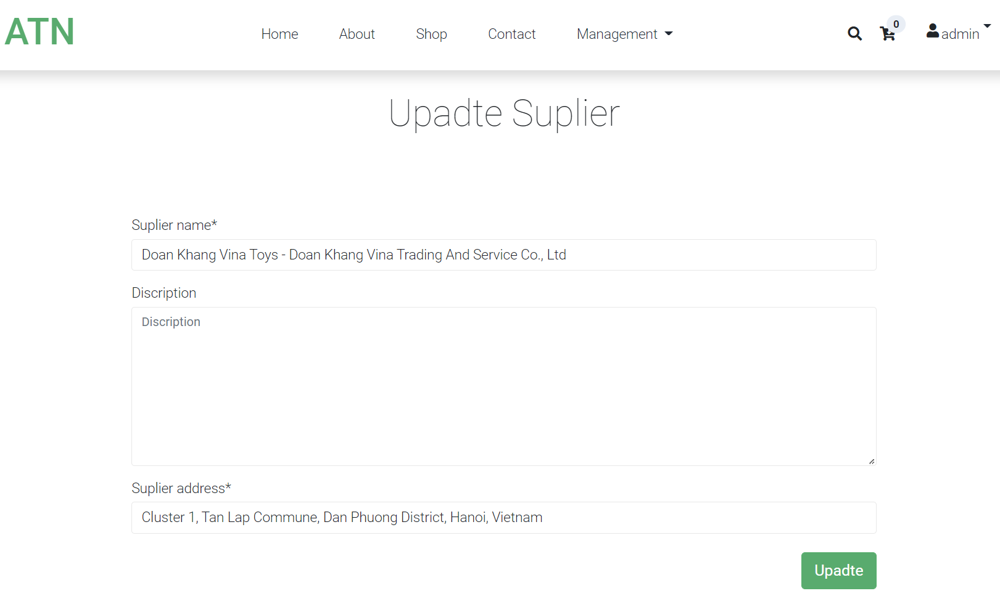 ATN
Home About Shop Contact Management
0
admin
Upadte Suplier
Suplier name*
Doan Khang Vina Toys - Doan Khang Vina Trading And Service Co., Ltd
Discription
Discription
Suplier address*
Cluster 1, Tan Lap Commune, Dan Phuong District, Hanoi, Vietnam
Upadte